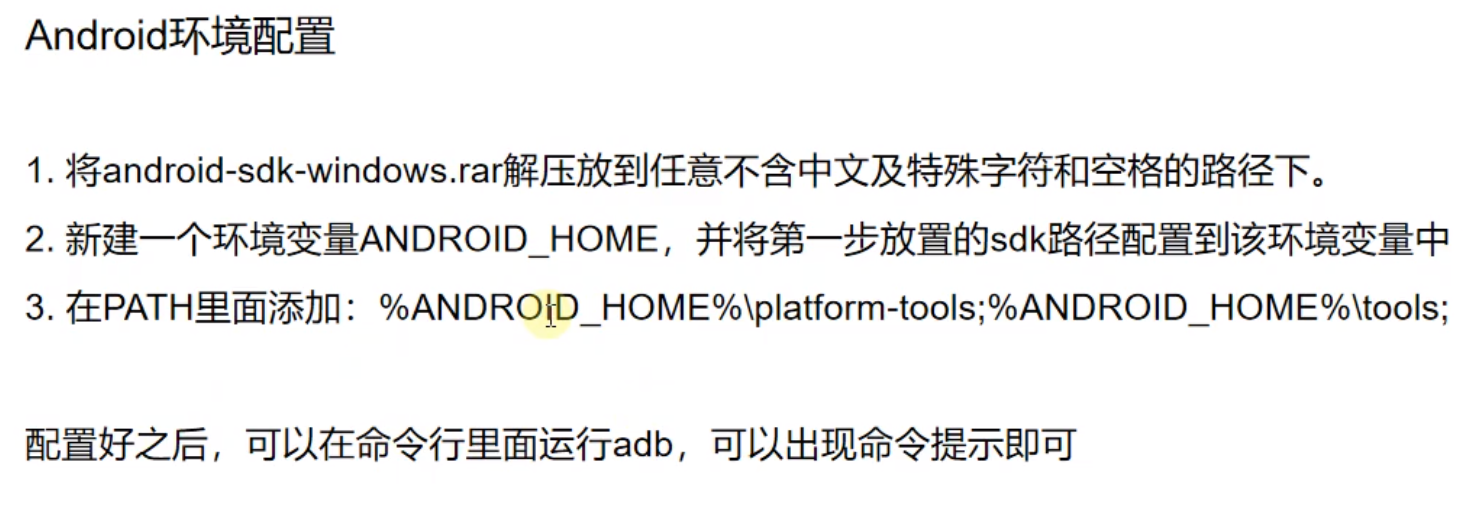 Android环境配置
1. 将android-sdk-windows.rar解压放到任意不含中文及特殊字符和空格的路径下。
2. 新建一个环境变量ANDROID_HOME，并将第一步放置的sdk路径配置到该环境变量中
3. 在PATH里面添加：%ANDROID_HOME%\platform-tools;%ANDROID_HOME%\tools;
配置好之后，可以在命令行里面运行adb，可以出现命令提示即可